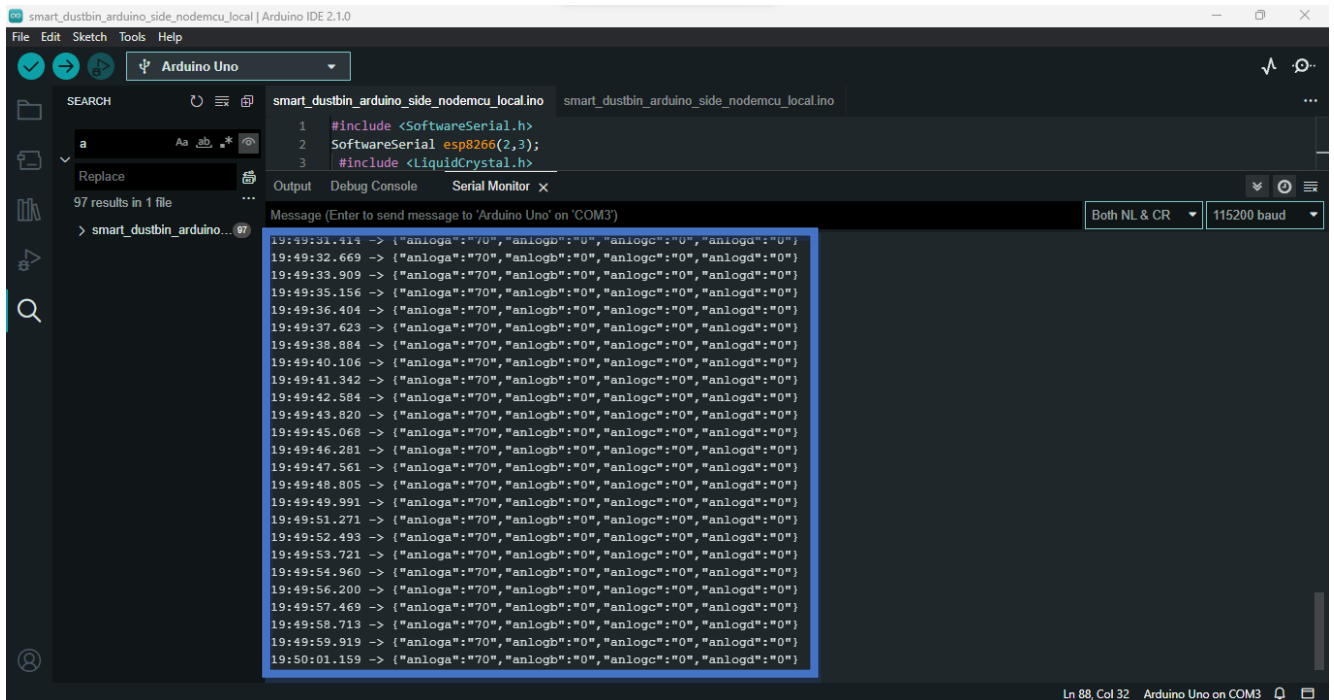 smart_dustbin_arduino_side_nodemcu_local | Arduino IDE 2.1.0
File Edit Sketch Tools Help
Arduino Uno
SEARCH
a
Aa ab .*
Replace
97 results in 1 file
smart_dustbin_arduino... 97
smart_dustbin_arduino_side_nodemcu_local.ino smart_dustbin_arduino_side_nodemcu_local.ino
1 #include <SoftwareSerial.h>
2 SoftwareSerial esp8266(2,3);
3 #include <LiquidCrystal.h>
Output Debug Console Serial Monitor
Message (Enter to send message to 'Arduino Uno' on 'COM3') Both NL & CR 115200 baud
19:49:31.414 -> {"anloga":"70","anlogb":"0","anlogc":"0","anlogd":"0"}
19:49:32.669 -> {"anloga":"70","anlogb":"0","anlogc":"0","anlogd":"0"}
19:49:33.909 -> {"anloga":"70","anlogb":"0","anlogc":"0","anlogd":"0"}
19:49:35.156 -> {"anloga":"70","anlogb":"0","anlogc":"0","anlogd":"0"}
19:49:36.404 -> {"anloga":"70","anlogb":"0","anlogc":"0","anlogd":"0"}
19:49:37.623 -> {"anloga":"70","anlogb":"0","anlogc":"0","anlogd":"0"}
19:49:38.884 -> {"anloga":"70","anlogb":"0","anlogc":"0","anlogd":"0"}
19:49:40.106 -> {"anloga":"70","anlogb":"0","anlogc":"0","anlogd":"0"}
19:49:41.342 -> {"anloga":"70","anlogb":"0","anlogc":"0","anlogd":"0"}
19:49:42.584 -> {"anloga":"70","anlogb":"0","anlogc":"0","anlogd":"0"}
19:49:43.820 -> {"anloga":"70","anlogb":"0","anlogc":"0","anlogd":"0"}
19:49:45.068 -> {"anloga":"70","anlogb":"0","anlogc":"0","anlogd":"0"}
19:49:46.281 -> {"anloga":"70","anlogb":"0","anlogc":"0","anlogd":"0"}
19:49:47.561 -> {"anloga":"70","anlogb":"0","anlogc":"0","anlogd":"0"}
19:49:48.805 -> {"anloga":"70","anlogb":"0","anlogc":"0","anlogd":"0"}
19:49:49.991 -> {"anloga":"70","anlogb":"0","anlogc":"0","anlogd":"0"}
19:49:51.271 -> {"anloga":"70","anlogb":"0","anlogc":"0","anlogd":"0"}
19:49:52.493 -> {"anloga":"70","anlogb":"0","anlogc":"0","anlogd":"0"}
19:49:53.721 -> {"anloga":"70","anlogb":"0","anlogc":"0","anlogd":"0"}
19:49:54.960 -> {"anloga":"70","anlogb":"0","anlogc":"0","anlogd":"0"}
19:49:56.200 -> {"anloga":"70","anlogb":"0","anlogc":"0","anlogd":"0"}
19:49:57.469 -> {"anloga":"70","anlogb":"0","anlogc":"0","anlogd":"0"}
19:49:58.713 -> {"anloga":"70","anlogb":"0","anlogc":"0","anlogd":"0"}
19:49:59.919 -> {"anloga":"70","anlogb":"0","anlogc":"0","anlogd":"0"}
19:50:01.159 -> {"anloga":"70","anlogb":"0","anlogc":"0","anlogd":"0"}
Ln 88, Col 32 Arduino Uno on COM3